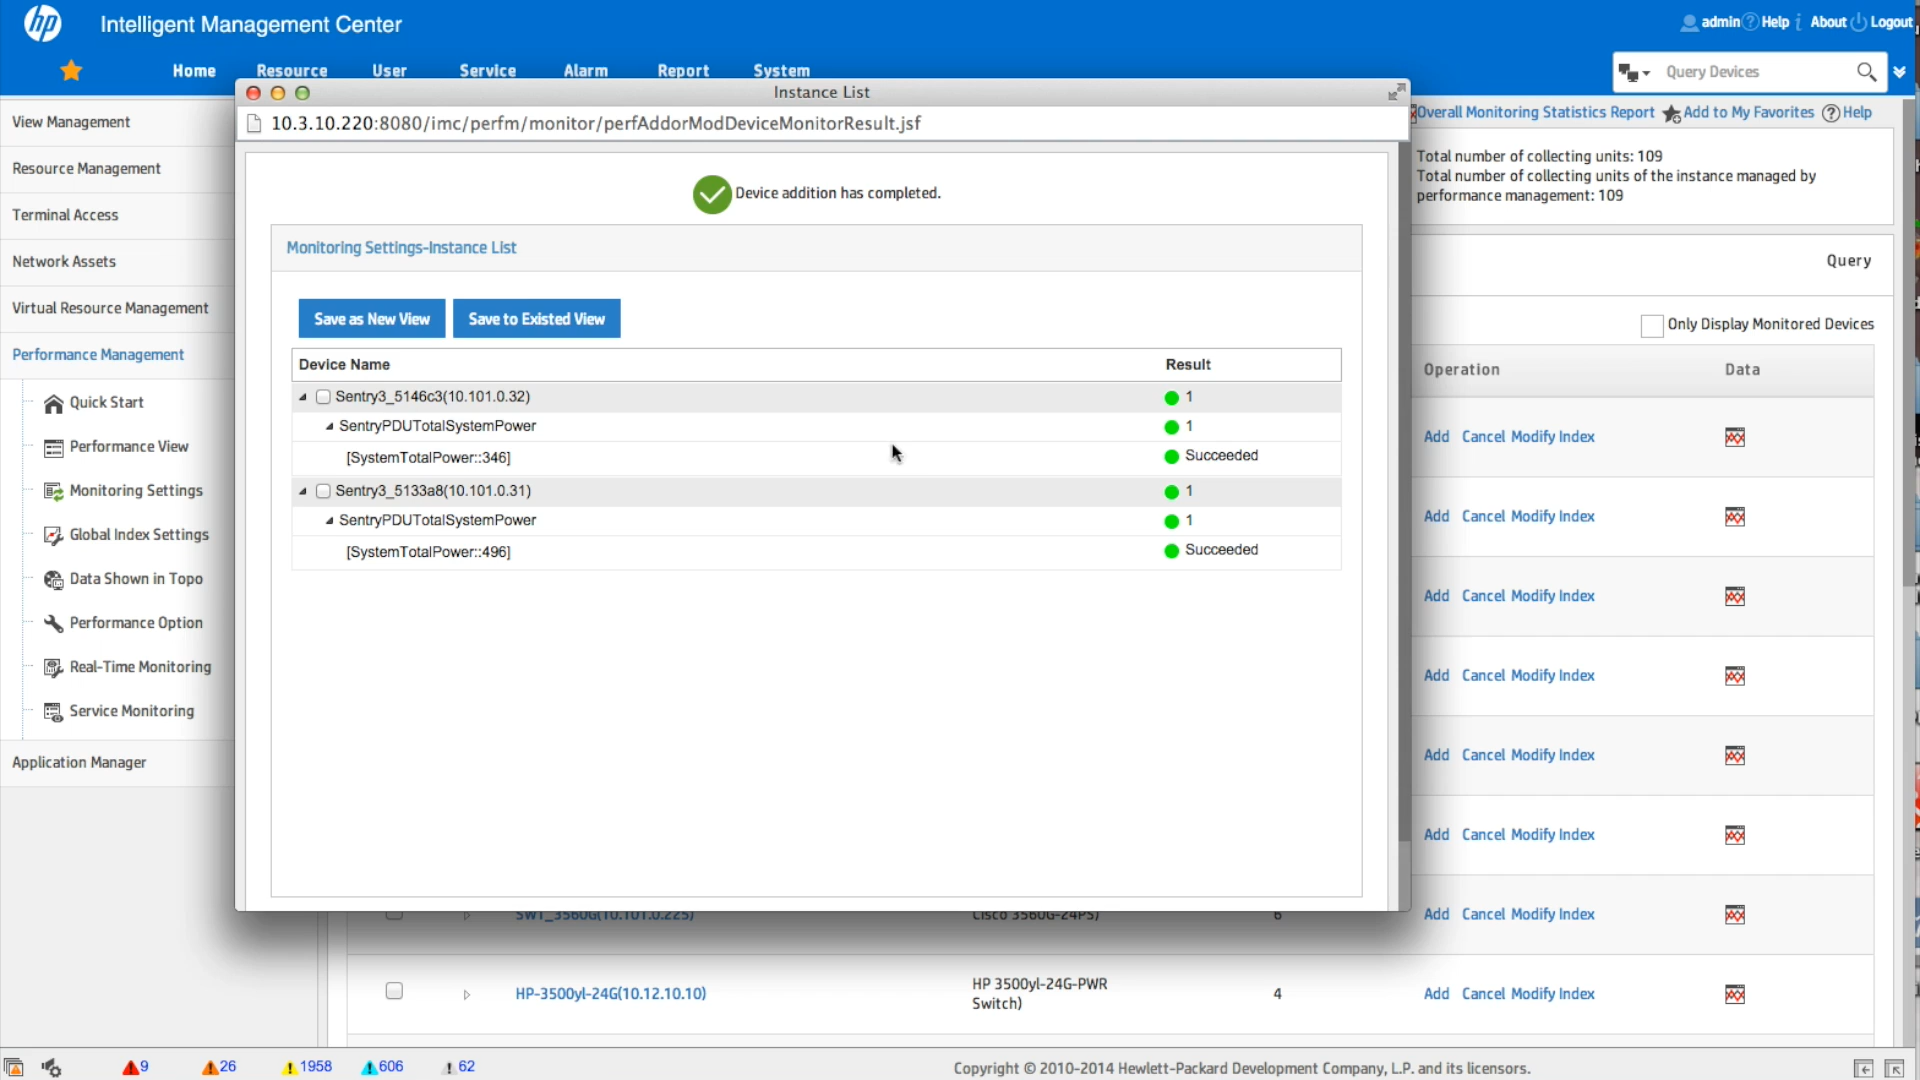 hp Intelligent Management Center
admin Help About Logout
Home Resource User Service Alarm Report System
Query Devices
Instance List
10.3.10.220:8080/imc/perfm/monitor/perfAddorModDeviceMonitorResult.jsf
Overall Monitoring Statistics Report Add to My Favorites Help
View Management
Resource Management
Terminal Access
Network Assets
Virtual Resource Management
Performance Management
Quick Start
Performance View
Monitoring Settings
Global Index Settings
Data Shown in Topo
Performance Option
Real-Time Monitoring
Service Monitoring
Application Manager
Device addition has completed.
Monitoring Settings-Instance List
Save as New View Save to Existed View
Device Name Result
Sentry3_5146c3(10.101.0.32) 1
SentryPDUTotalSystemPower 1
[SystemTotalPower::346] Succeeded
Sentry3_5133a8(10.101.0.31) 1
SentryPDUTotalSystemPower 1
[SystemTotalPower::496] Succeeded
Total number of collecting units: 109
Total number of collecting units of the instance managed by
performance management: 109
Query
Only Display Monitored Devices
Operation Data
Add Cancel Modify Index
Add Cancel Modify Index
Add Cancel Modify Index
Add Cancel Modify Index
Add Cancel Modify Index
Add Cancel Modify Index
SWT_3560G(10.101.0.225) Cisco 3560G-24PS) 6 Add Cancel Modify Index
HP-3500yl-24G(10.12.10.10) HP 3500yl-24G-PWR
Switch) 4 Add Cancel Modify Index
9 26 1958 606 62
Copyright © 2010-2014 Hewlett-Packard Development Company, L.P. and its licensors.